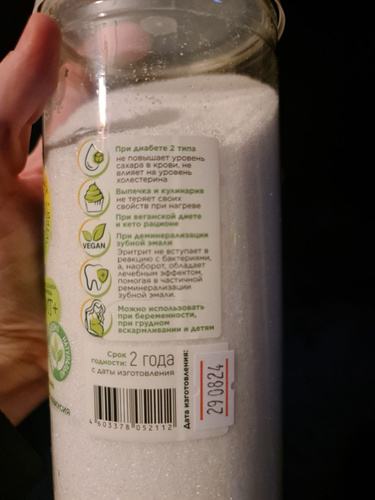 При диабете 2 типа
не повышает уровень
сахара в крови, не
влияет на уровень
холестерина
Выпечка и кулинария
не теряет своих
свойств при нагреве
При веганской диете
и кето рационе
VEGAN
При деминерализации
зубной эмали
Эритрит не вступает в
реакцию с бактериями,
а, наоборот, обладает
лечебным эффектом,
помогая в частичной
реминерализации
зубной эмали.
Можно использовать
при беременности,
при грудном
вскармливании и детям
Срок
годности: 2 года
с даты изготовления
4 603378 052112
Дата изготовления:
29 0824